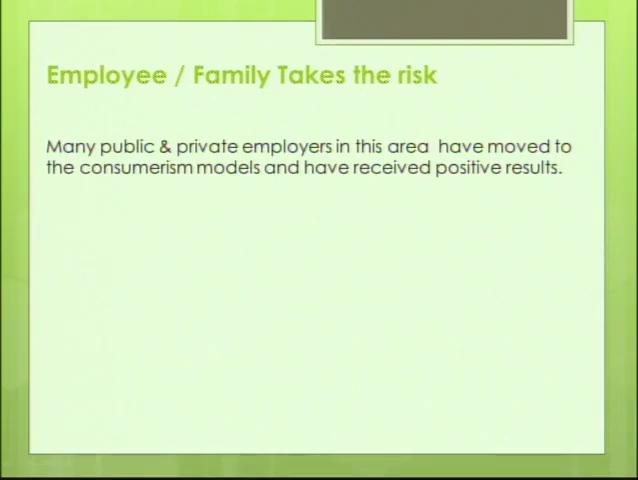 Employee / Family Takes the risk
Many public & private employers in this area have moved to
the consumerism models and have received positive results.